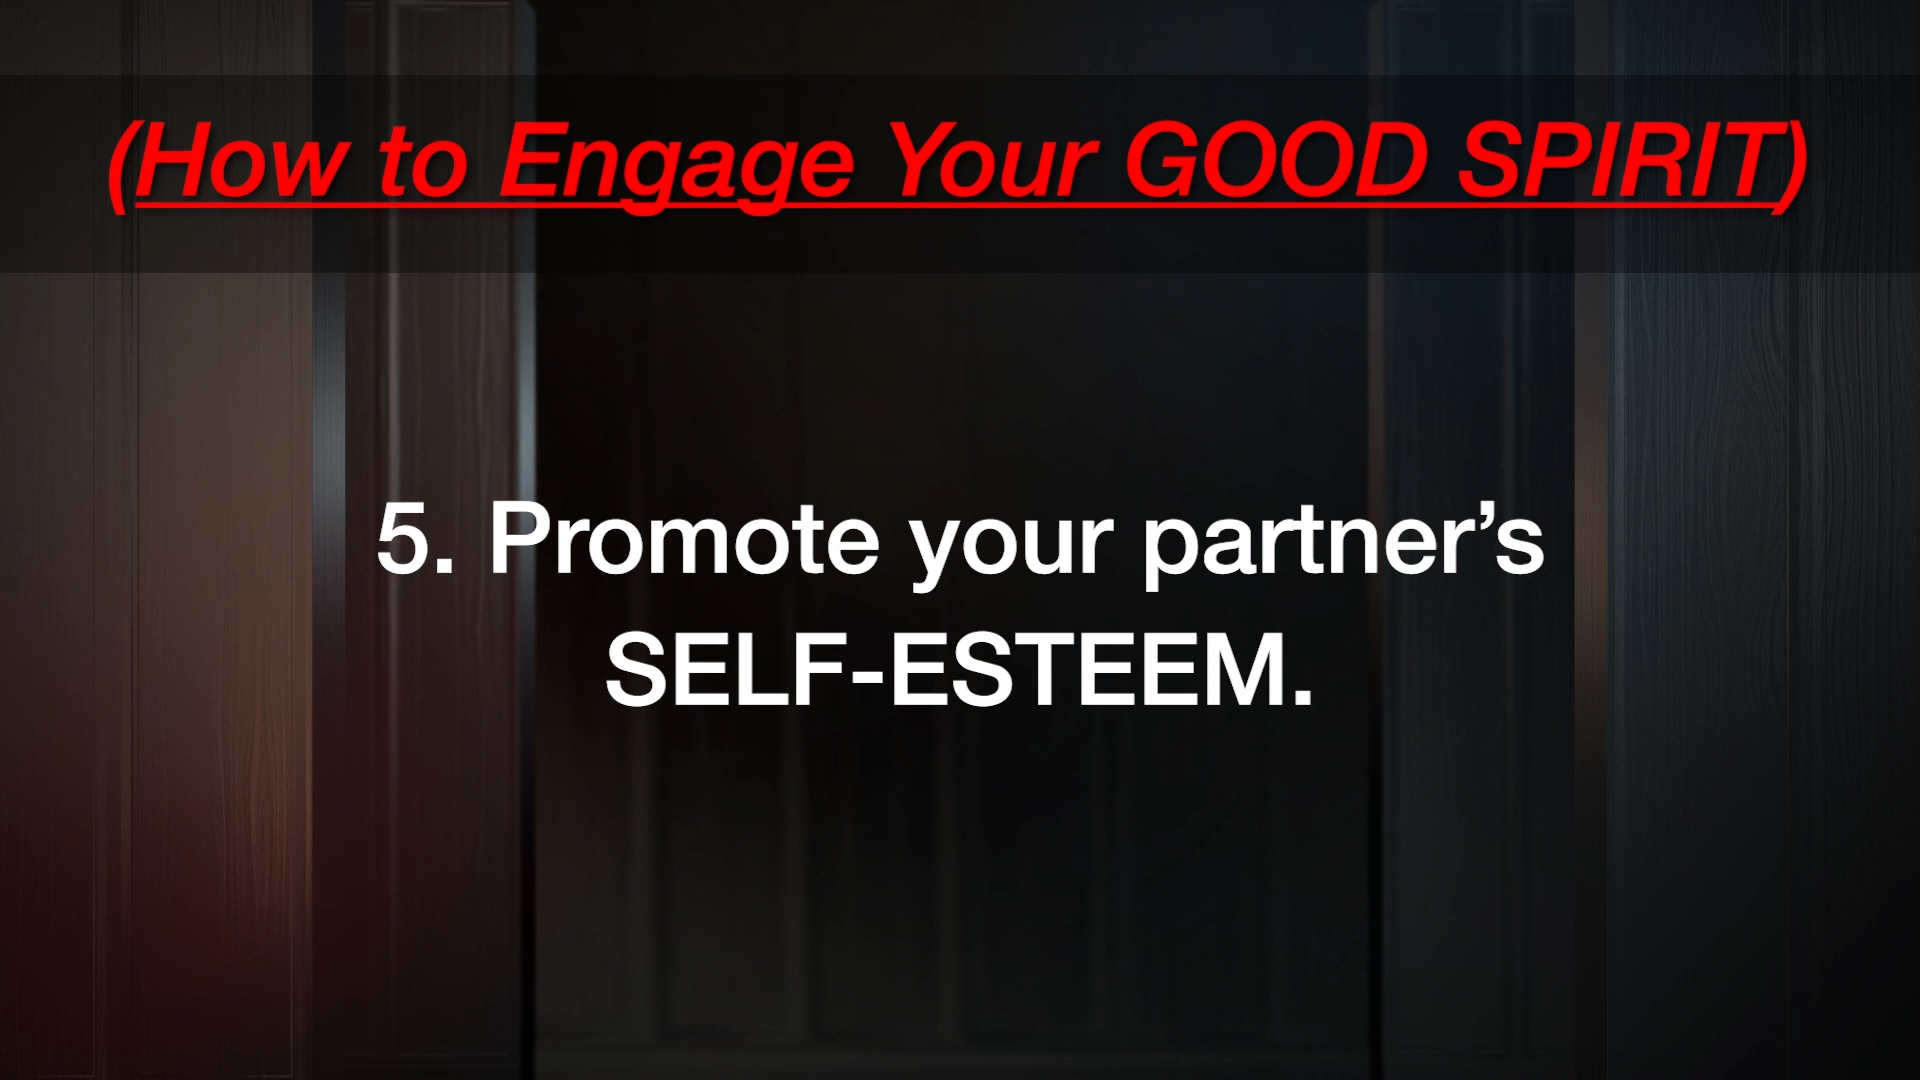 (How to Engage Your GOOD SPIRIT)
5. Promote your partner’s
SELF-ESTEEM.